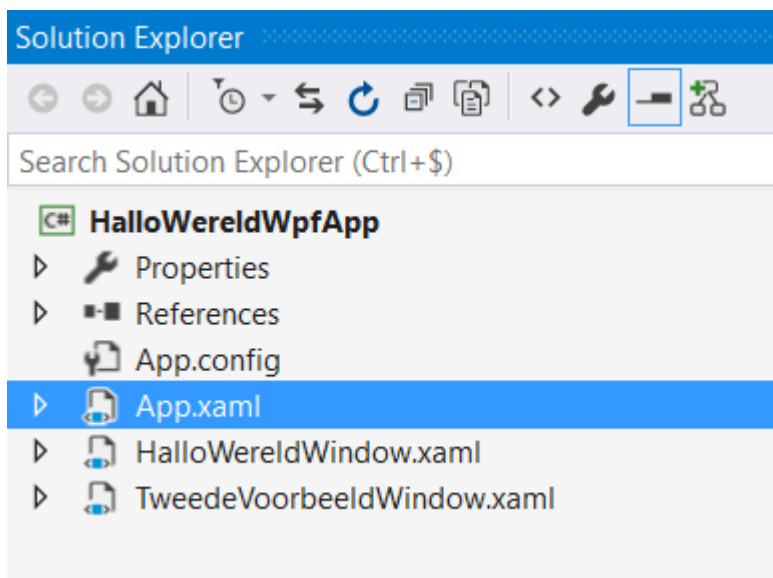 Solution Explorer
Search Solution Explorer (Ctrl+$)
C# HalloWereldWpfApp
Properties
References
App.config
App.xaml
HalloWereldWindow.xaml
TweedeVoorbeeldWindow.xaml